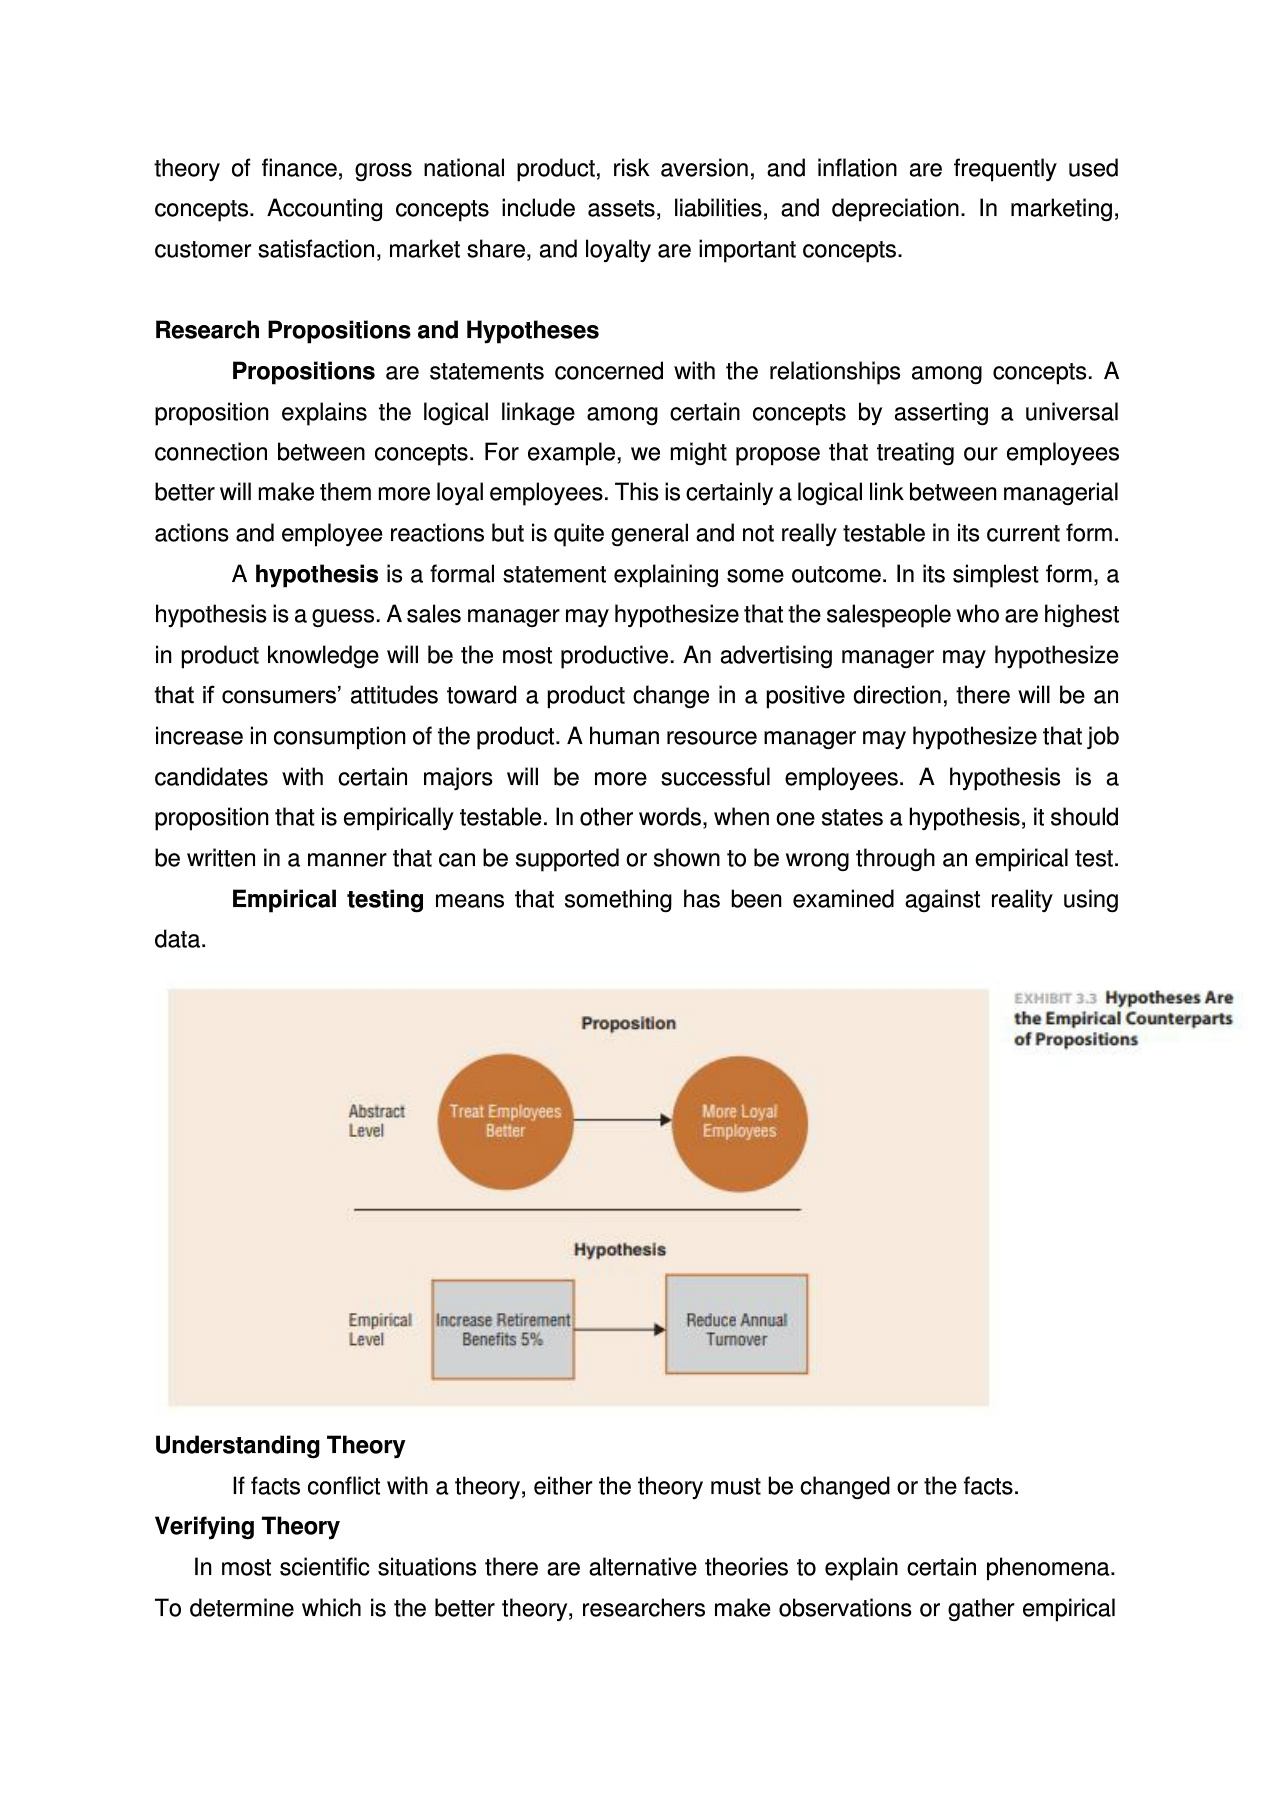 theory of finance, gross national product, risk aversion, and inflation are frequently used
concepts. Accounting concepts include assets, liabilities, and depreciation. In marketing,
customer satisfaction, market share, and loyalty are important concepts.
Research Propositions and Hypotheses
Propositions are statements concerned with the relationships among concepts. A
proposition explains the logical linkage among certain concepts by asserting a universal
connection between concepts. For example, we might propose that treating our employees
better will make them more loyal employees. This is certainly a logical link between managerial
actions and employee reactions but is quite general and not really testable in its current form.
A hypothesis is a formal statement explaining some outcome. In its simplest form, a
hypothesis is a guess. A sales manager may hypothesize that the salespeople who are highest
in product knowledge will be the most productive. An advertising manager may hypothesize
that if consumers’ attitudes toward a product change in a positive direction, there will be an
increase in consumption of the product. A human resource manager may hypothesize that job
candidates with certain majors will be more successful employees. A hypothesis is a
proposition that is empirically testable. In other words, when one states a hypothesis, it should
be written in a manner that can be supported or shown to be wrong through an empirical test.
Empirical testing means that something has been examined against reality using
data.
EXHIBIT 3.3 Hypotheses Are
the Empirical Counterparts
of Propositions
Proposition
Abstract
Level
Treat Employees
Better
More Loyal
Employees
Hypothesis
Empirical
Level
Increase Retirement
Benefits 5%
Reduce Annual
Turnover
Understanding Theory
If facts conflict with a theory, either the theory must be changed or the facts.
Verifying Theory
In most scientific situations there are alternative theories to explain certain phenomena.
To determine which is the better theory, researchers make observations or gather empirical